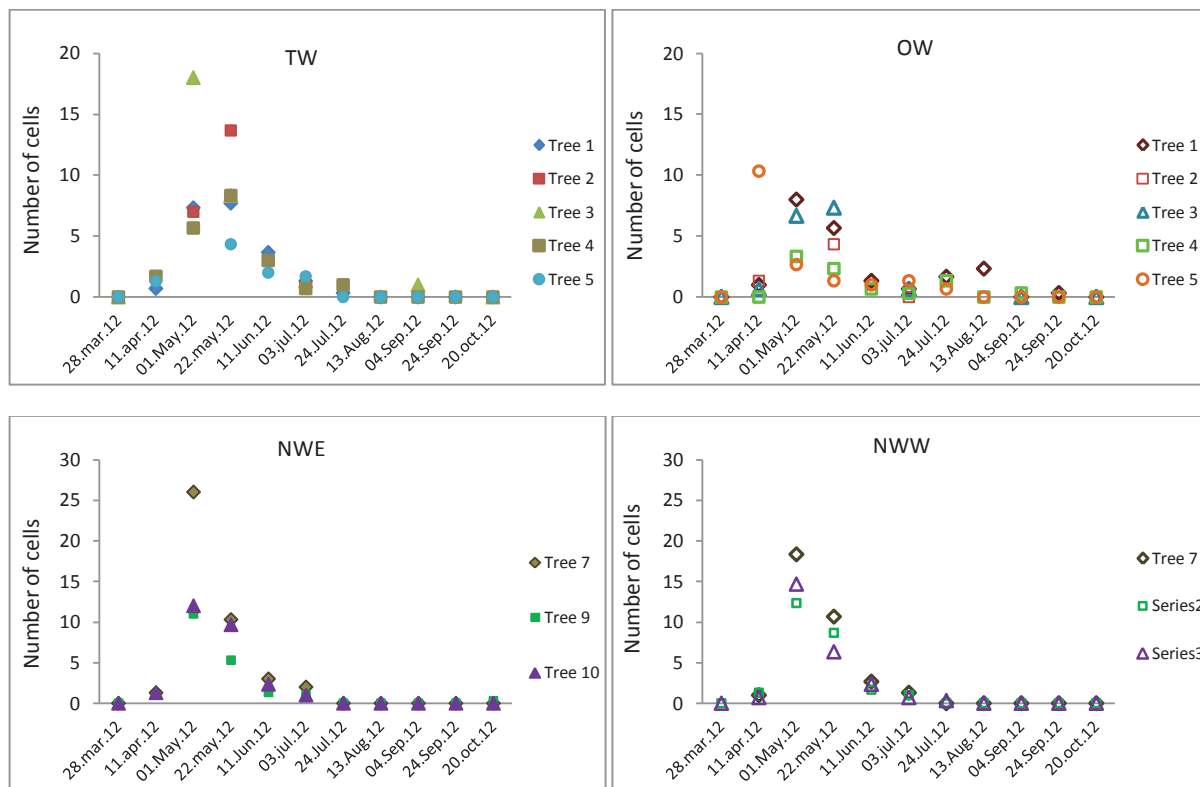 TW
Number of cells
20
15
10
5
0
28.mar.12
11.apr.12
01.May.12
22.may.12
11.Jun.12
03.jul.12
24.Jul.12
13.Aug.12
04.Sep.12
24.Sep.12
20.oct.12
Tree 1
Tree 2
Tree 3
Tree 4
Tree 5
OW
Number of cells
20
15
10
5
0
28.mar.12
11.apr.12
01.May.12
22.may.12
11.Jun.12
03.jul.12
24.Jul.12
13.Aug.12
04.Sep.12
24.Sep.12
20.oct.12
Tree 1
Tree 2
Tree 3
Tree 4
Tree 5
NWE
Number of cells
30
25
20
15
10
5
0
28.mar.12
11.apr.12
01.May.12
22.may.12
11.Jun.12
03.jul.12
24.Jul.12
13.Aug.12
04.Sep.12
24.Sep.12
20.oct.12
Tree 7
Tree 9
Tree 10
NWW
Number of cells
30
25
20
15
10
5
0
28.mar.12
11.apr.12
01.May.12
22.may.12
11.Jun.12
03.jul.12
24.Jul.12
13.Aug.12
04.Sep.12
24.Sep.12
20.oct.12
Tree 7
Series2
Series3